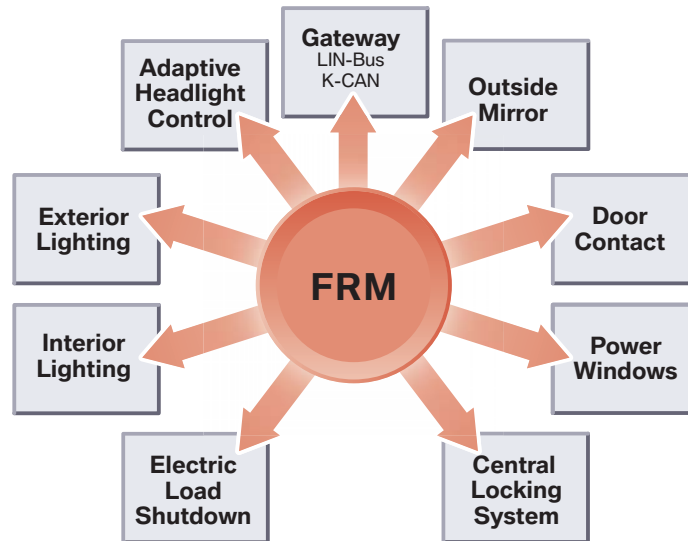 Gateway
LIN-Bus
K-CAN
Adaptive
Headlight
Control
Outside
Mirror
Exterior
Lighting
Door
Contact
FRM
Interior
Lighting
Power
Windows
Electric
Load
Shutdown
Central
Locking
System